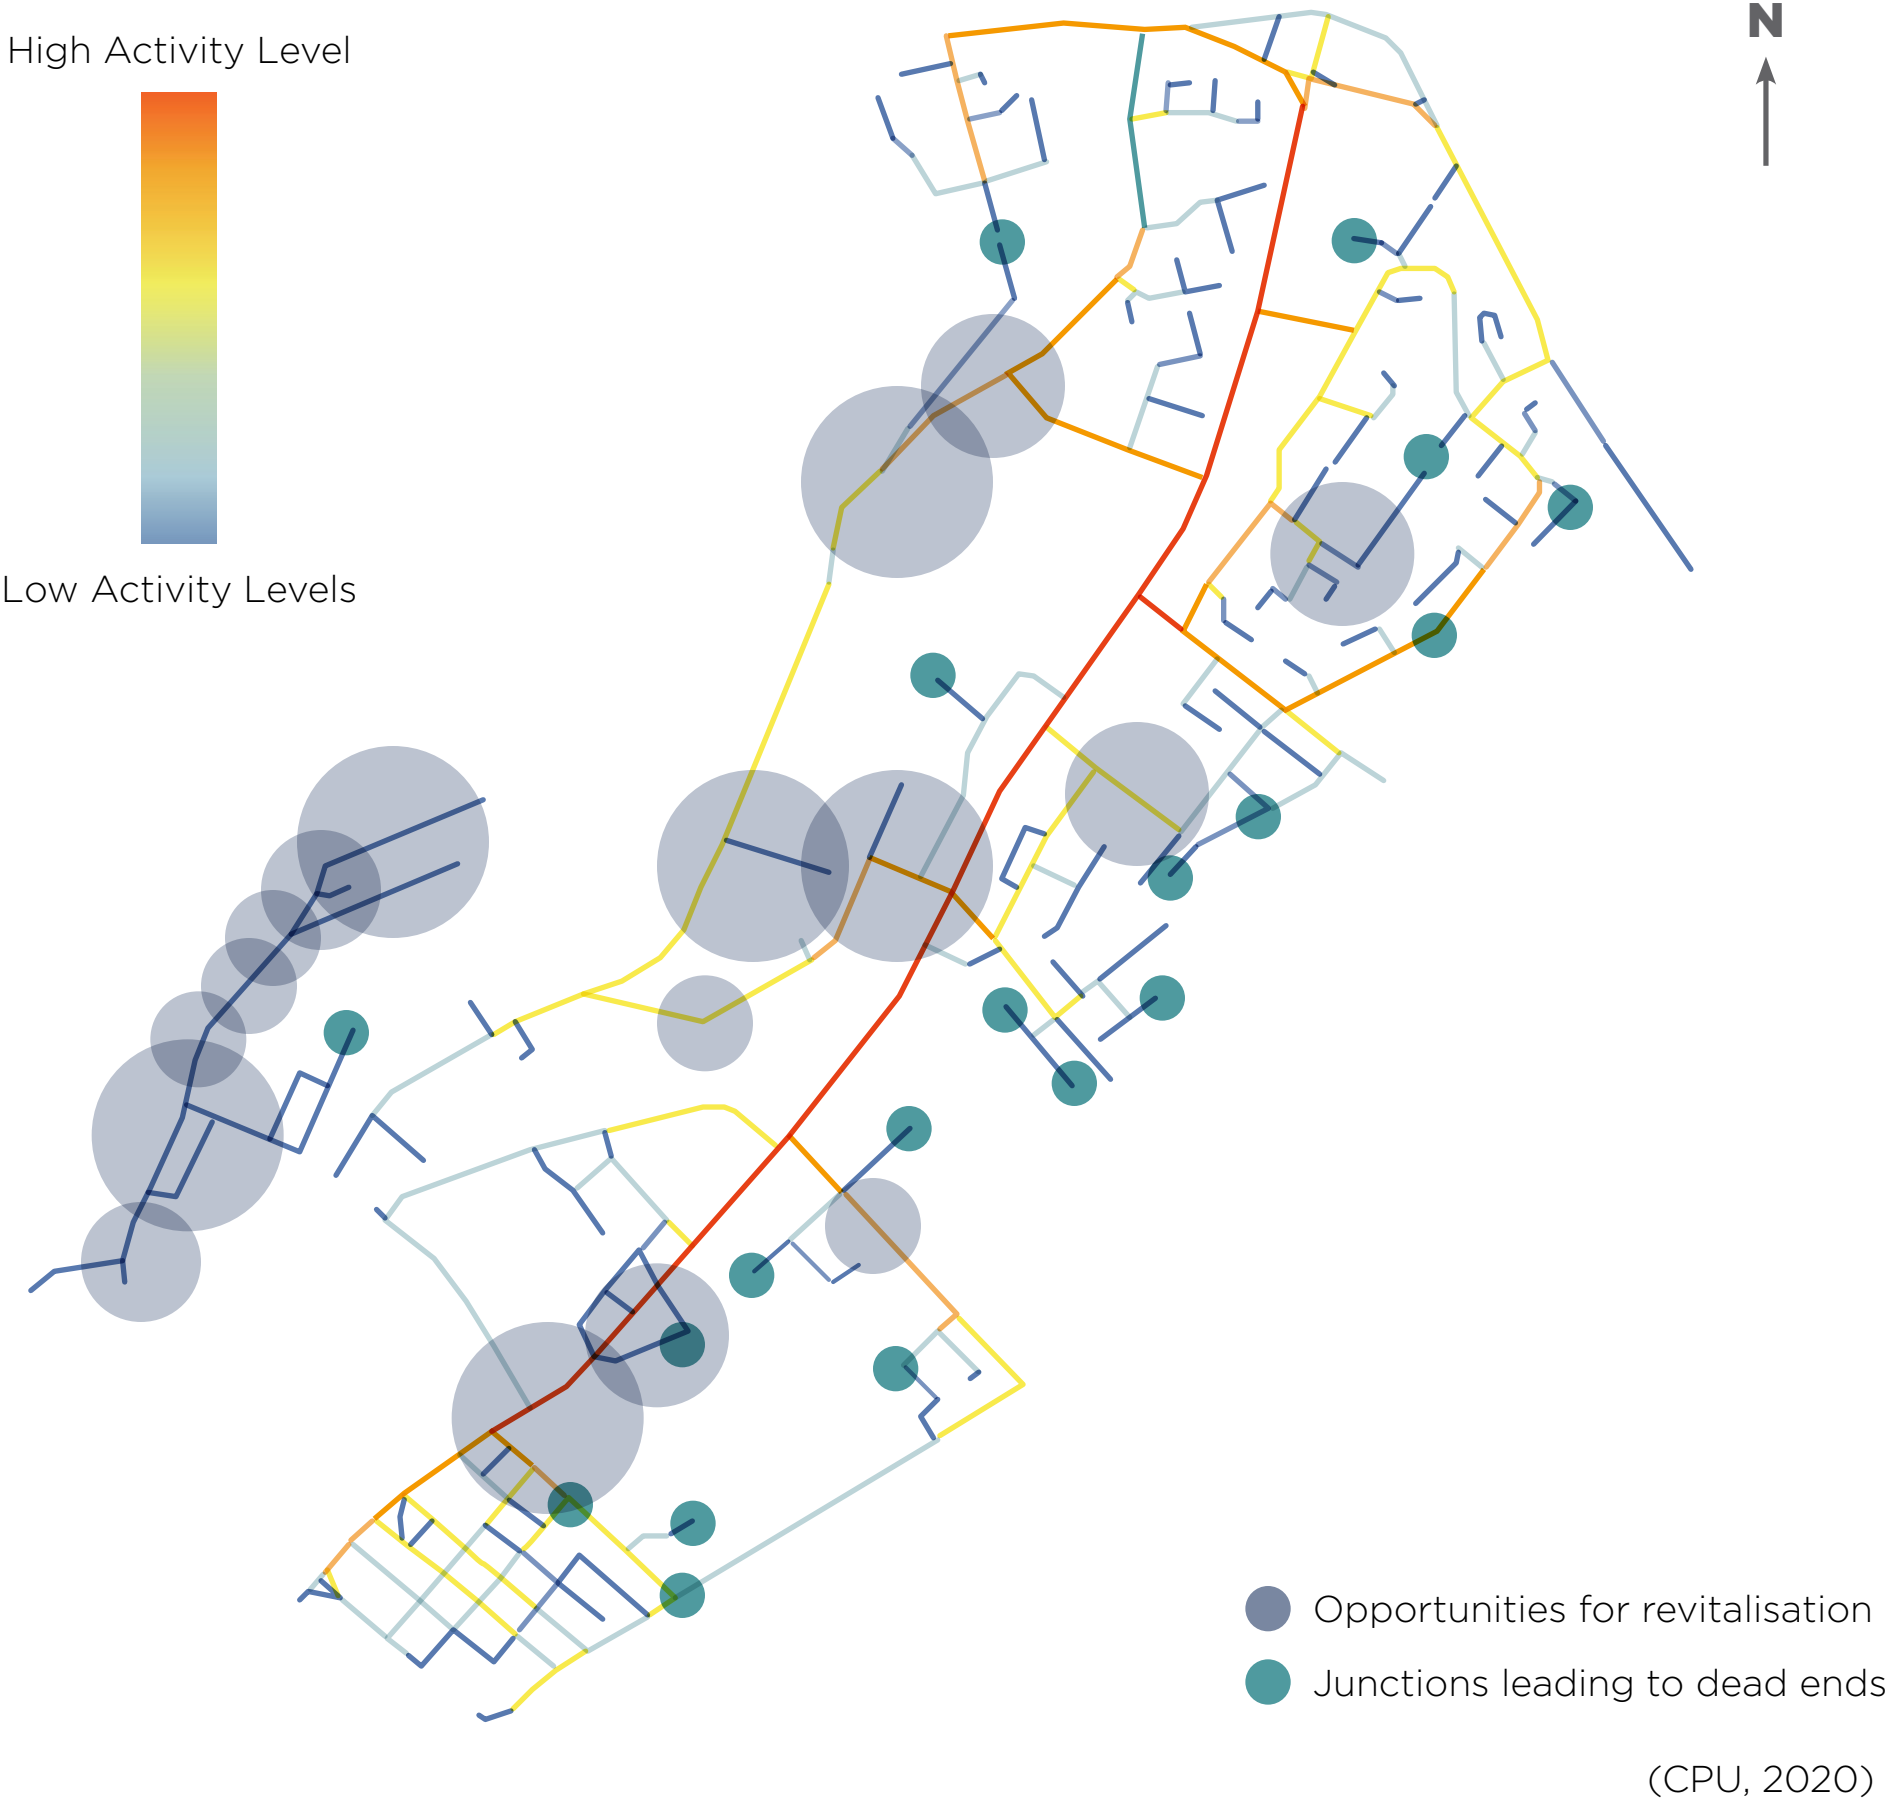 N
High Activity Level
Low Activity Levels
Opportunities for revitalisation
Junctions leading to dead ends
(CPU, 2020)